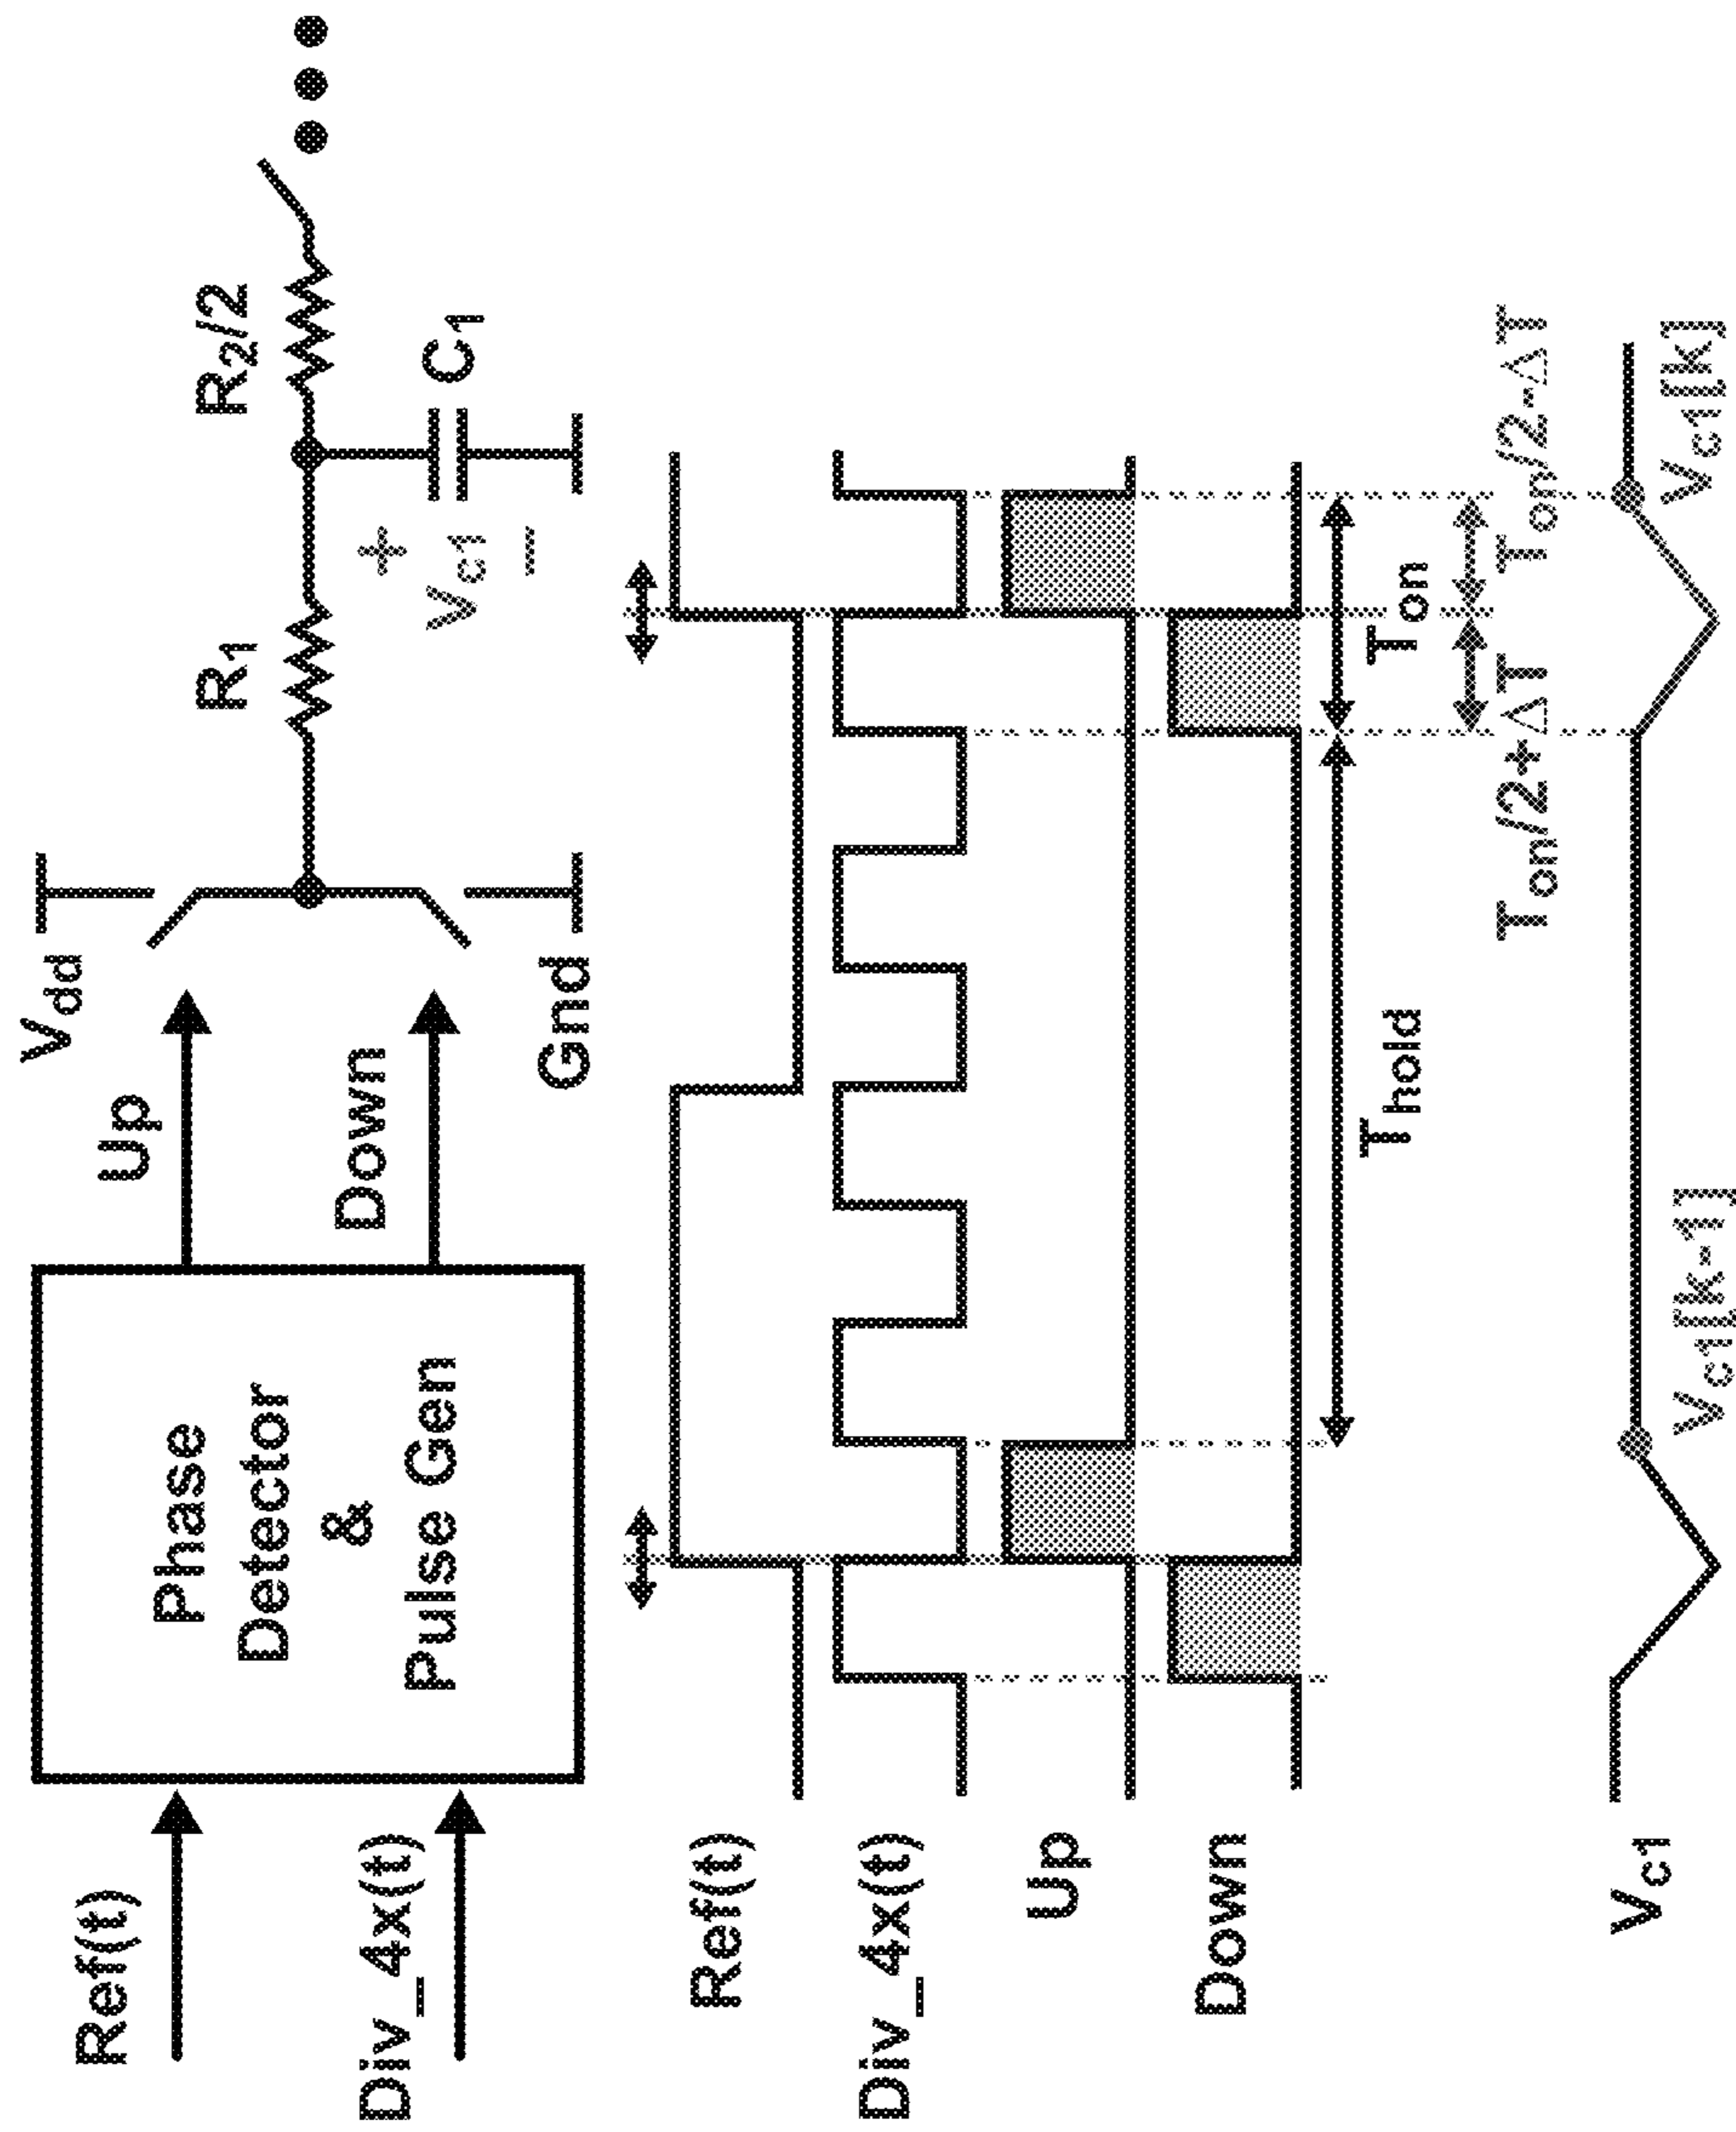 Ref(t)
Div_4x(t)
Phase
Detector
&
Pulse Gen
Up
Down
Vdd
Gnd
R1
R2/2
+
Vc1
−
C1
Ref(t)
Div_4x(t)
Up
Down
Thold
Ton
Ton/2+ΔT
Ton/2-ΔT
Vc1
Vc1[k-1]
Vc1[k]